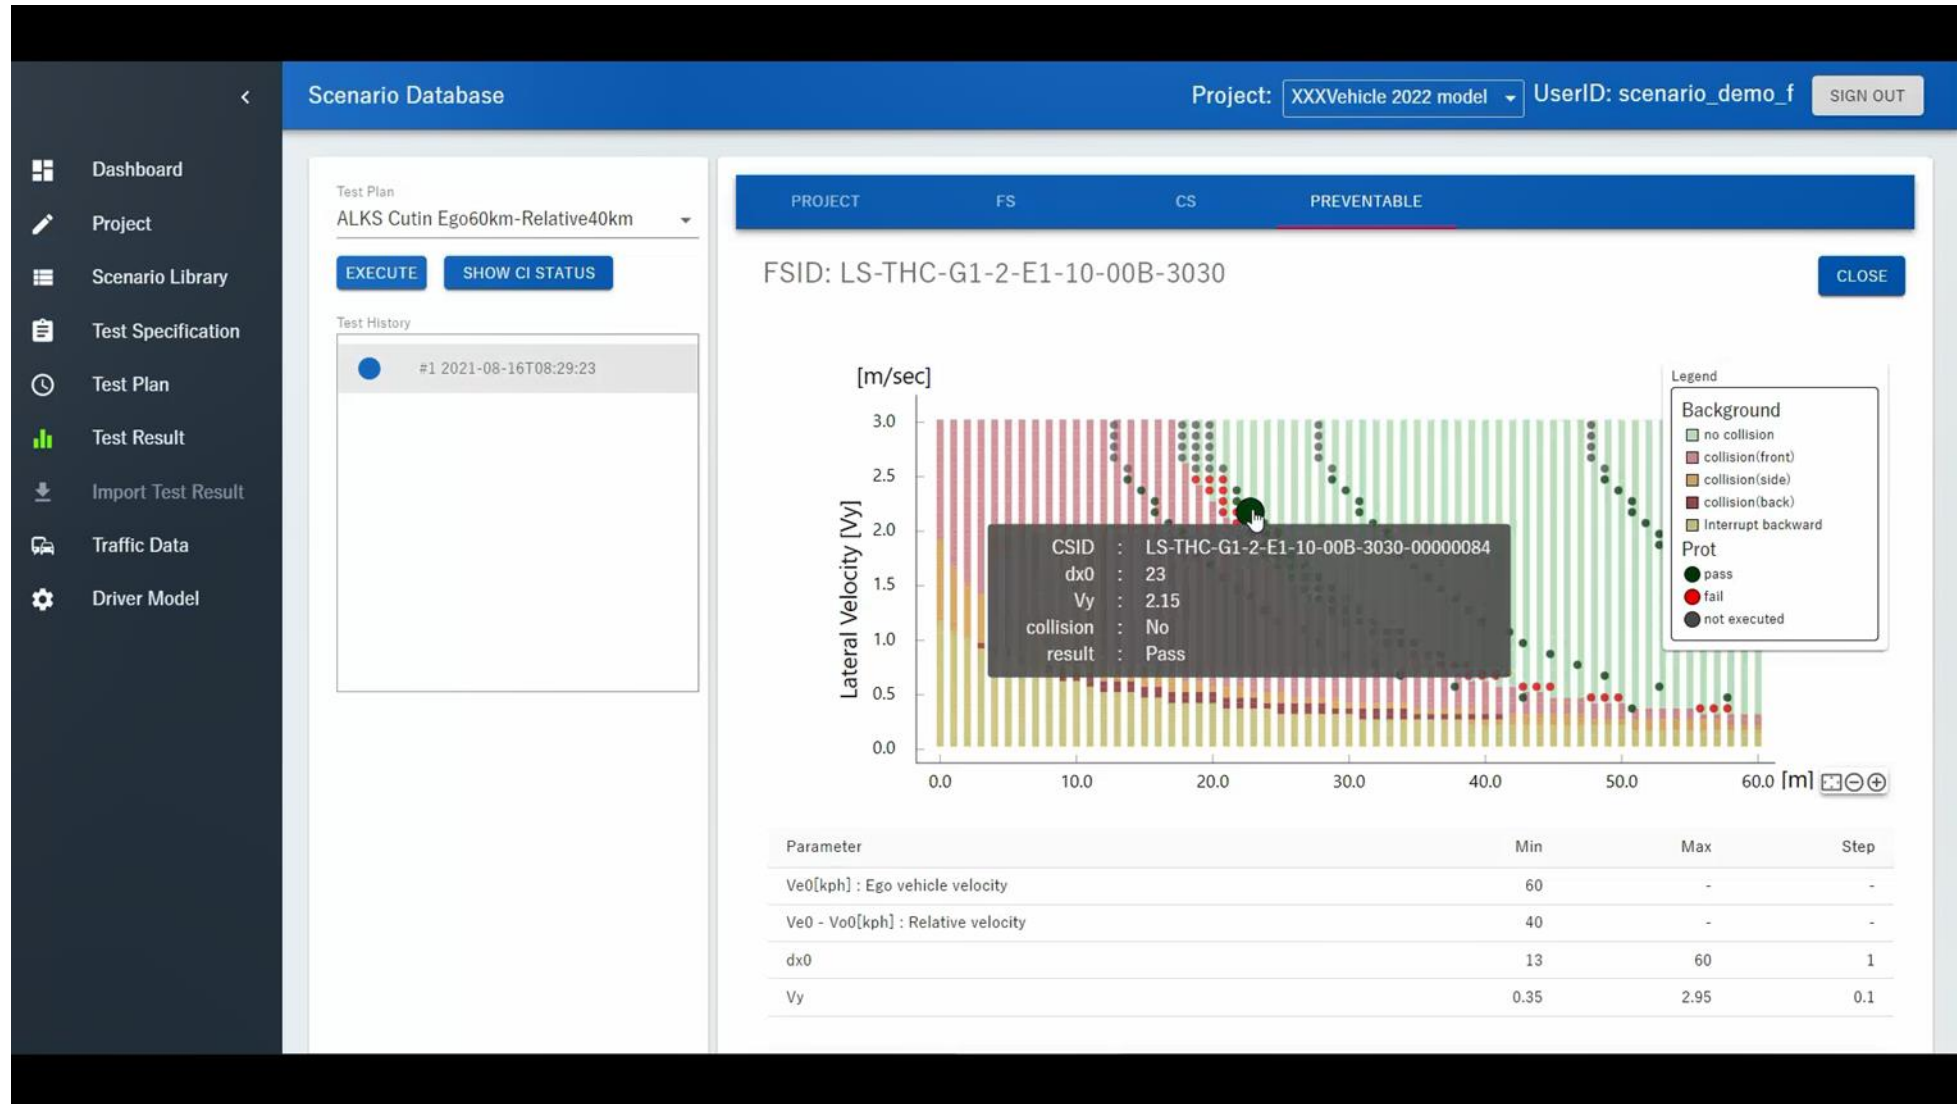 Scenario Database
Project:
XXXVehicle 2022 model
UserID: scenario_demo_f
SIGN OUT
Dashboard
Project
Scenario Library
Test Specification
Test Plan
Test Result
Import Test Result
Traffic Data
Driver Model
Test Plan
ALKS Cutin Ego60km-Relative40km
EXECUTE
SHOW CI STATUS
Test History
#1 2021-08-16T08:29:23
PROJECT
FS
CS
PREVENTABLE
FSID: LS-THC-G1-2-E1-10-00B-3030
CLOSE
[m/sec]
Lateral Velocity [Vy]
3.0
2.5
2.0
1.5
1.0
0.5
0.0
0.0
10.0
20.0
30.0
40.0
50.0
60.0
[m]
CSID : LS-THC-G1-2-E1-10-00B-3030-00000084
dx0 : 23
Vy : 2.15
collision : No
result : Pass
Legend
Background
no collision
collision(front)
collision(side)
collision(back)
Interrupt backward
Prot
pass
fail
not executed
Parameter Min Max Step
Ve0[kph] : Ego vehicle velocity 60 - -
Ve0 - Vo0[kph] : Relative velocity 40 - -
dx0 13 60 1
Vy 0.35 2.95 0.1